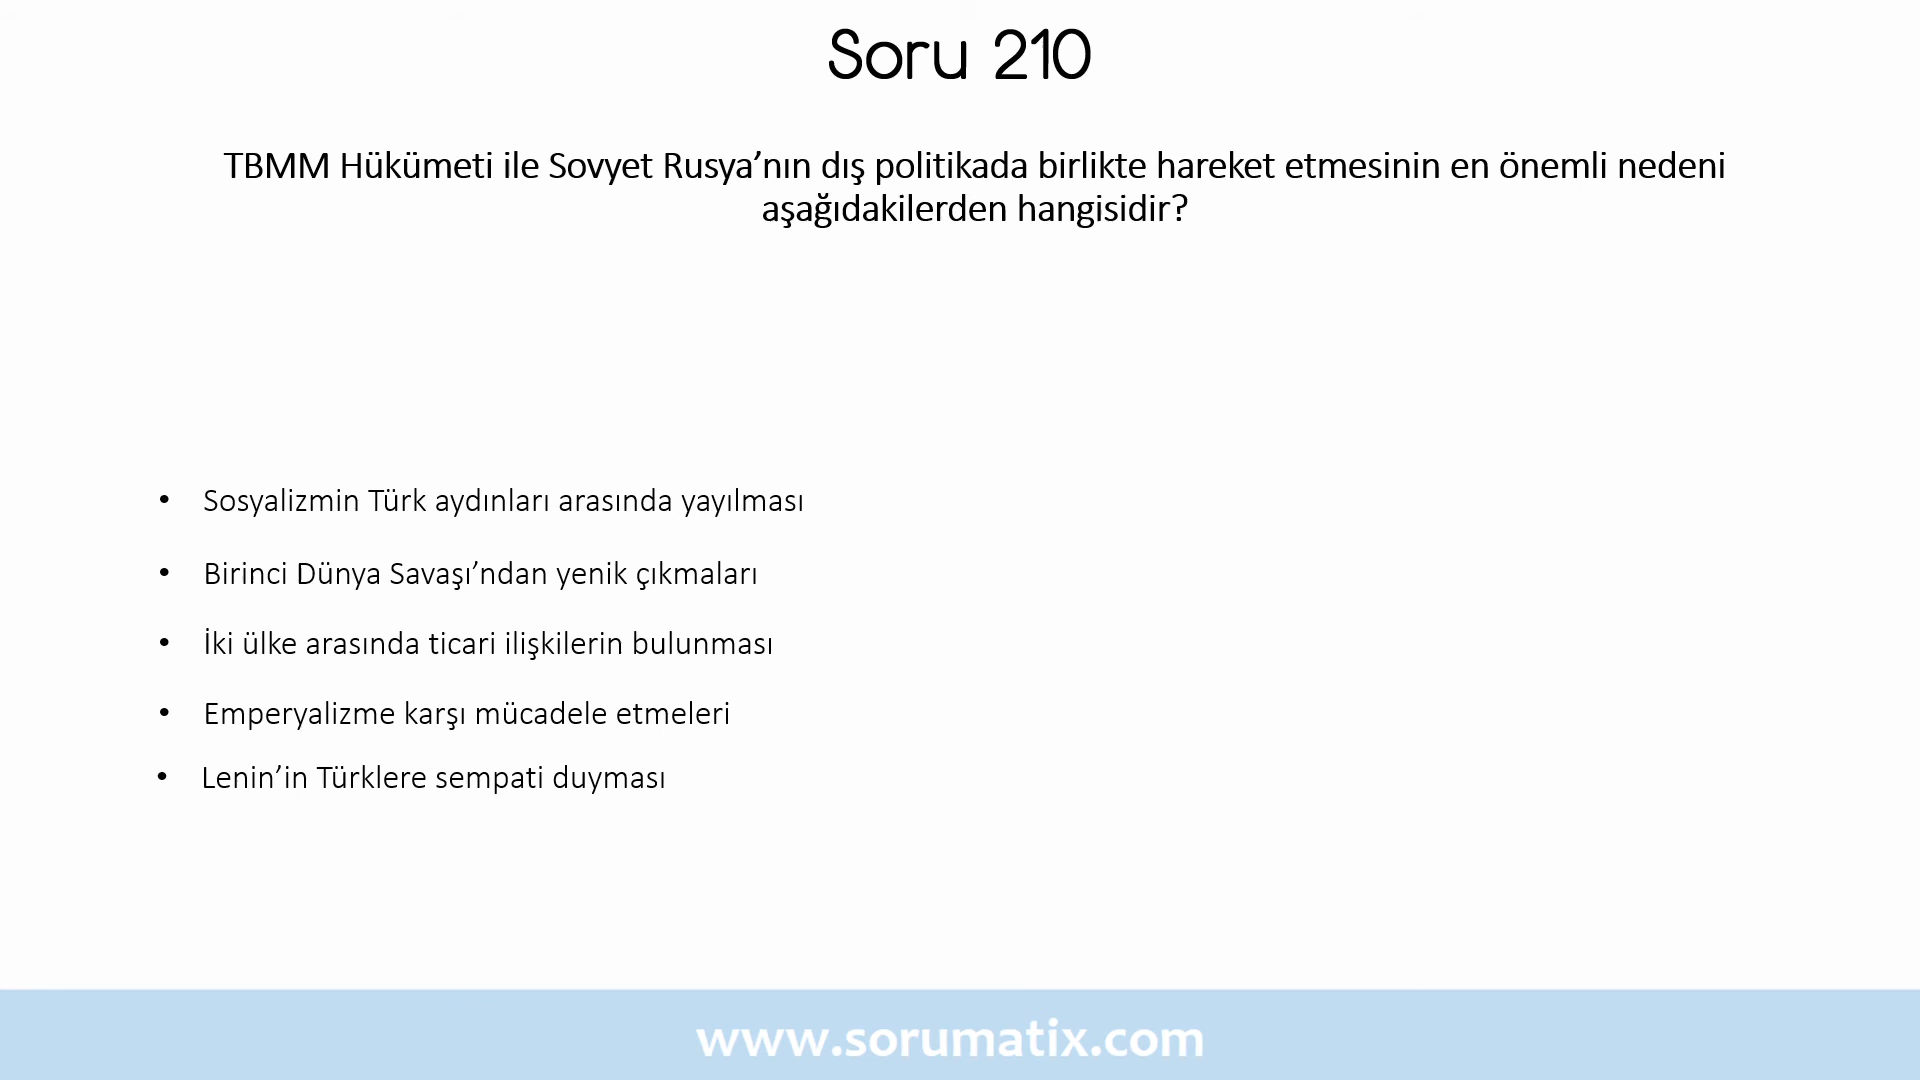 Soru 210
TBMM Hükümeti ile Sovyet Rusya’nın dış politikada birlikte hareket etmesinin en önemli nedeni
aşağıdakilerden hangisidir?
• Sosyalizmin Türk aydınları arasında yayılması
• Birinci Dünya Savaşı’ndan yenik çıkmaları
• İki ülke arasında ticari ilişkilerin bulunması
• Emperyalizme karşı mücadele etmeleri
• Lenin’in Türklere sempati duyması
www.sorumatix.com